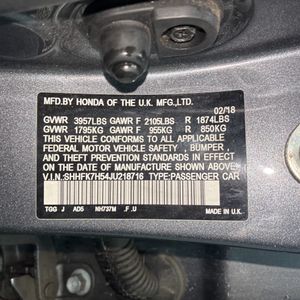 MFD.BY HONDA OF THE U.K. MFG.,LTD.
02/18
GVWR 3957LBS GAWR F 2105LBS R 1874LBS
GVWR 1795KG GAWR F 955KG R 850KG
THIS VEHICLE CONFORMS TO ALL APPLICABLE
FEDERAL MOTOR VEHICLE SAFETY , BUMPER ,
AND THEFT PREVENTION STANDARDS IN EFFECT
ON THE DATE OF MANUFACTURE SHOWN ABOVE.
V.I.N.:SHHFK7H54JU218716 TYPE:PASSENGER CAR
TGG J AD5 NH737M .F .U
MADE IN U.K.